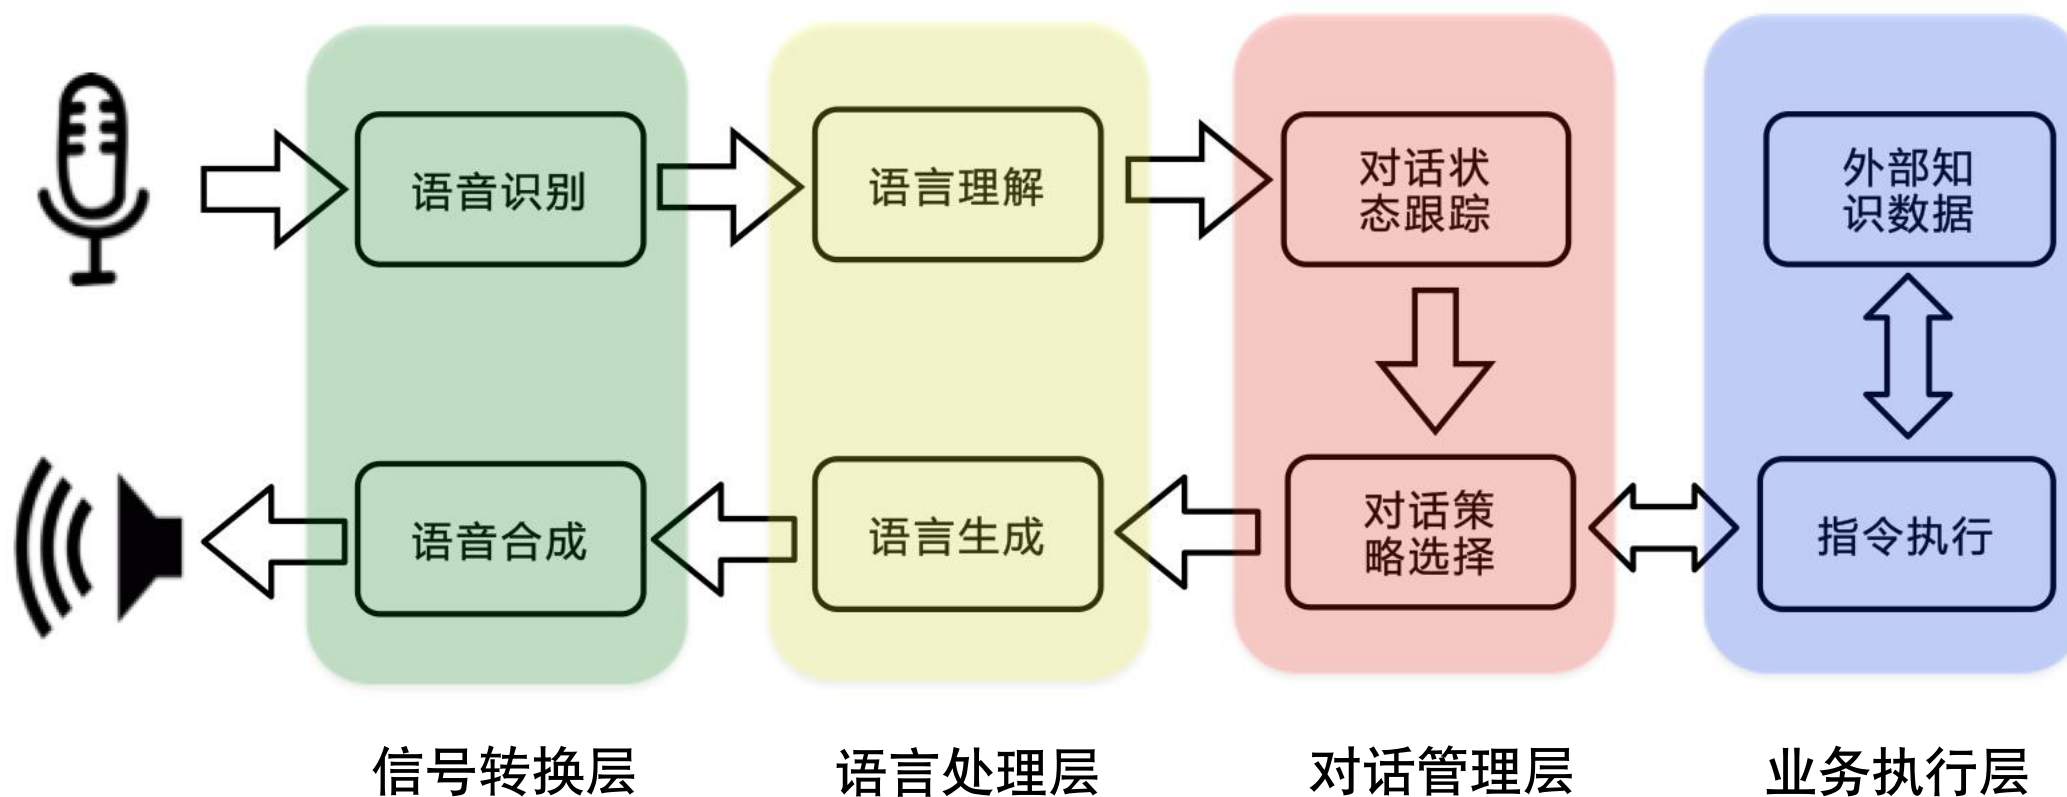 语音识别
语言理解
对话状
态跟踪
外部知
识数据
语音合成
语言生成
对话策
略选择
指令执行
信号转换层
语言处理层
对话管理层
业务执行层